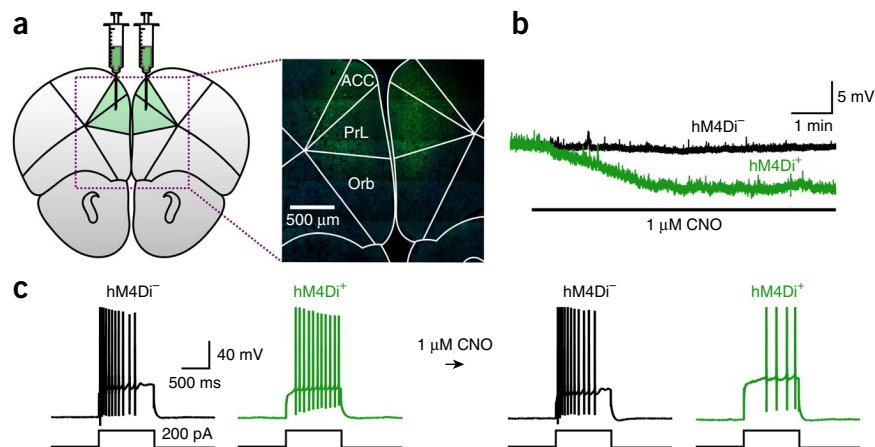 a
ACC
PrL
Orb
500 μm
b
5 mV
1 min
hM4Di⁻
hM4Di⁺
1 μM CNO
c
hM4Di⁻
hM4Di⁺
40 mV
500 ms
200 pA
1 μM CNO
→
hM4Di⁻
hM4Di⁺